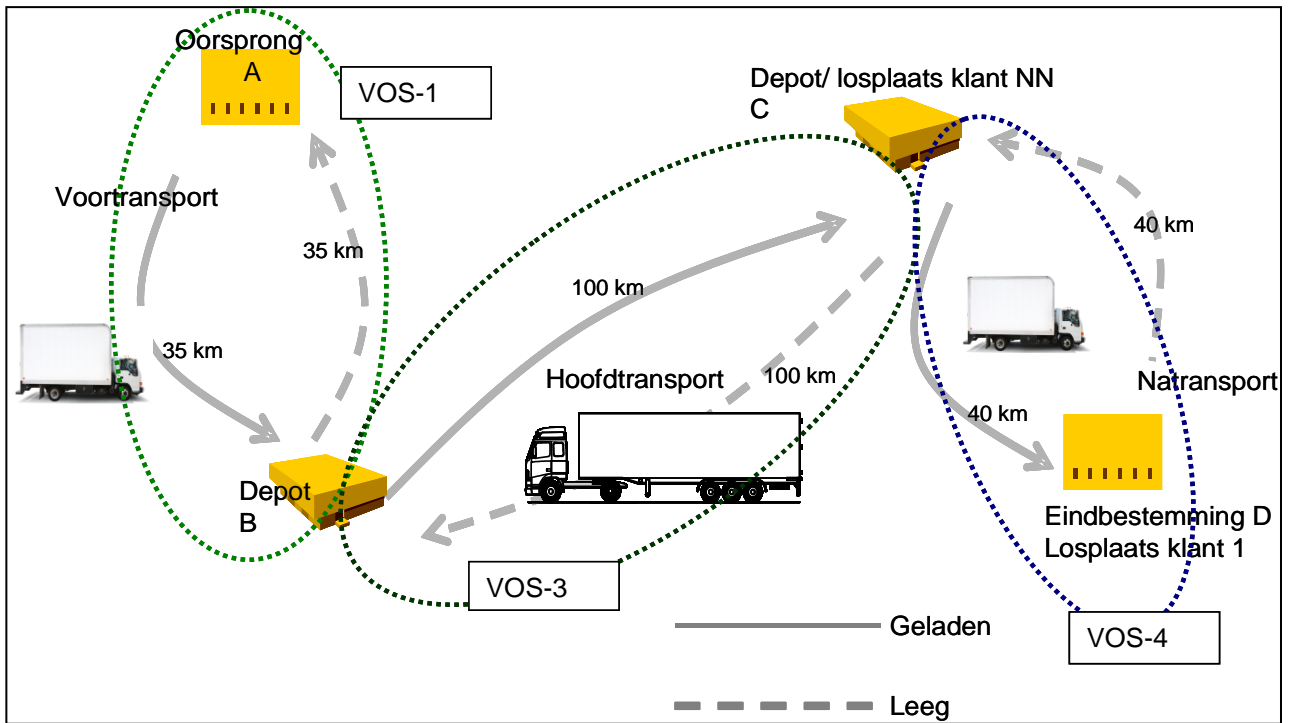 Oorsprong
A
VOS-1
Depot/ losplaats klant NN
C
Voortransport
35 km
35 km
100 km
40 km
Hoofdtransport
100 km
Natransport
40 km
Depot
B
Eindbestemming D
Losplaats klant 1
VOS-3
Geladen
VOS-4
Leeg